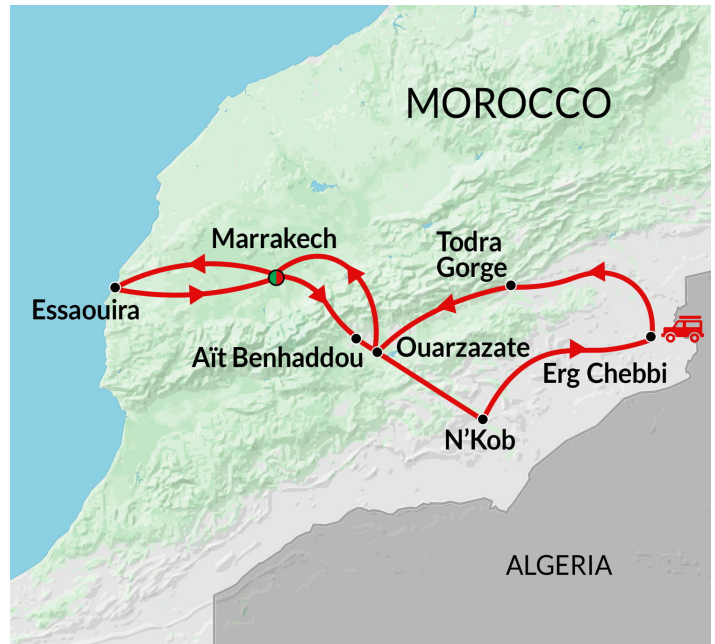 MOROCCO
Marrakech
Todra
Gorge
Essaouira
Aït Benhaddou
Ouarzazate
Erg Chebbi
N'Kob
ALGERIA